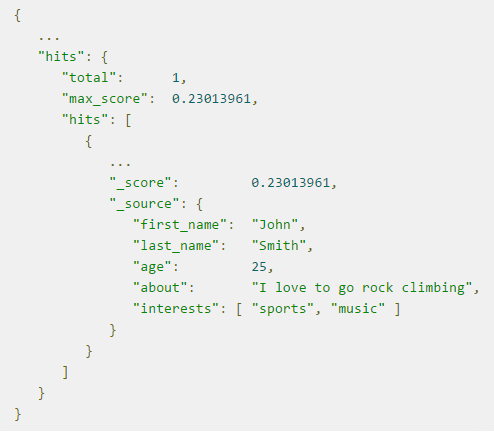 {
   ...
   "hits": {
      "total":      1,
      "max_score":  0.23013961,
      "hits": [
         {
            ...
            "_score":         0.23013961,
            "_source": {
               "first_name":  "John",
               "last_name":   "Smith",
               "age":         25,
               "about":       "I love to go rock climbing",
               "interests": [ "sports", "music" ]
            }
         }
      ]
   }
}